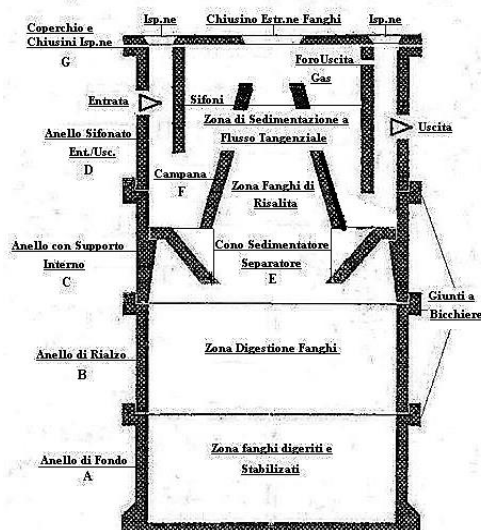 Isp.ne Chiusino Estr.ne Fanghi Isp.ne
Coperchio e
Chiusini Isp.ne
G
Foro Uscita
Gas
Entrata
Sifoni
Zona di Sedimentazione a
Flusso Tangenziale
Uscita
Anello Sifonato
Ent./Usc.
D
Campana
F
Zona Fanghi di
Risalita
Anello con Supporto
Interno
C
Cono Sedimentatore
Separatore
E
Giunti a
Bicchiere
Anello di Rialzo
B
Zona Digestione Fanghi
Anello di Fondo
A
Zona fanghi digeriti e
Stabilizati